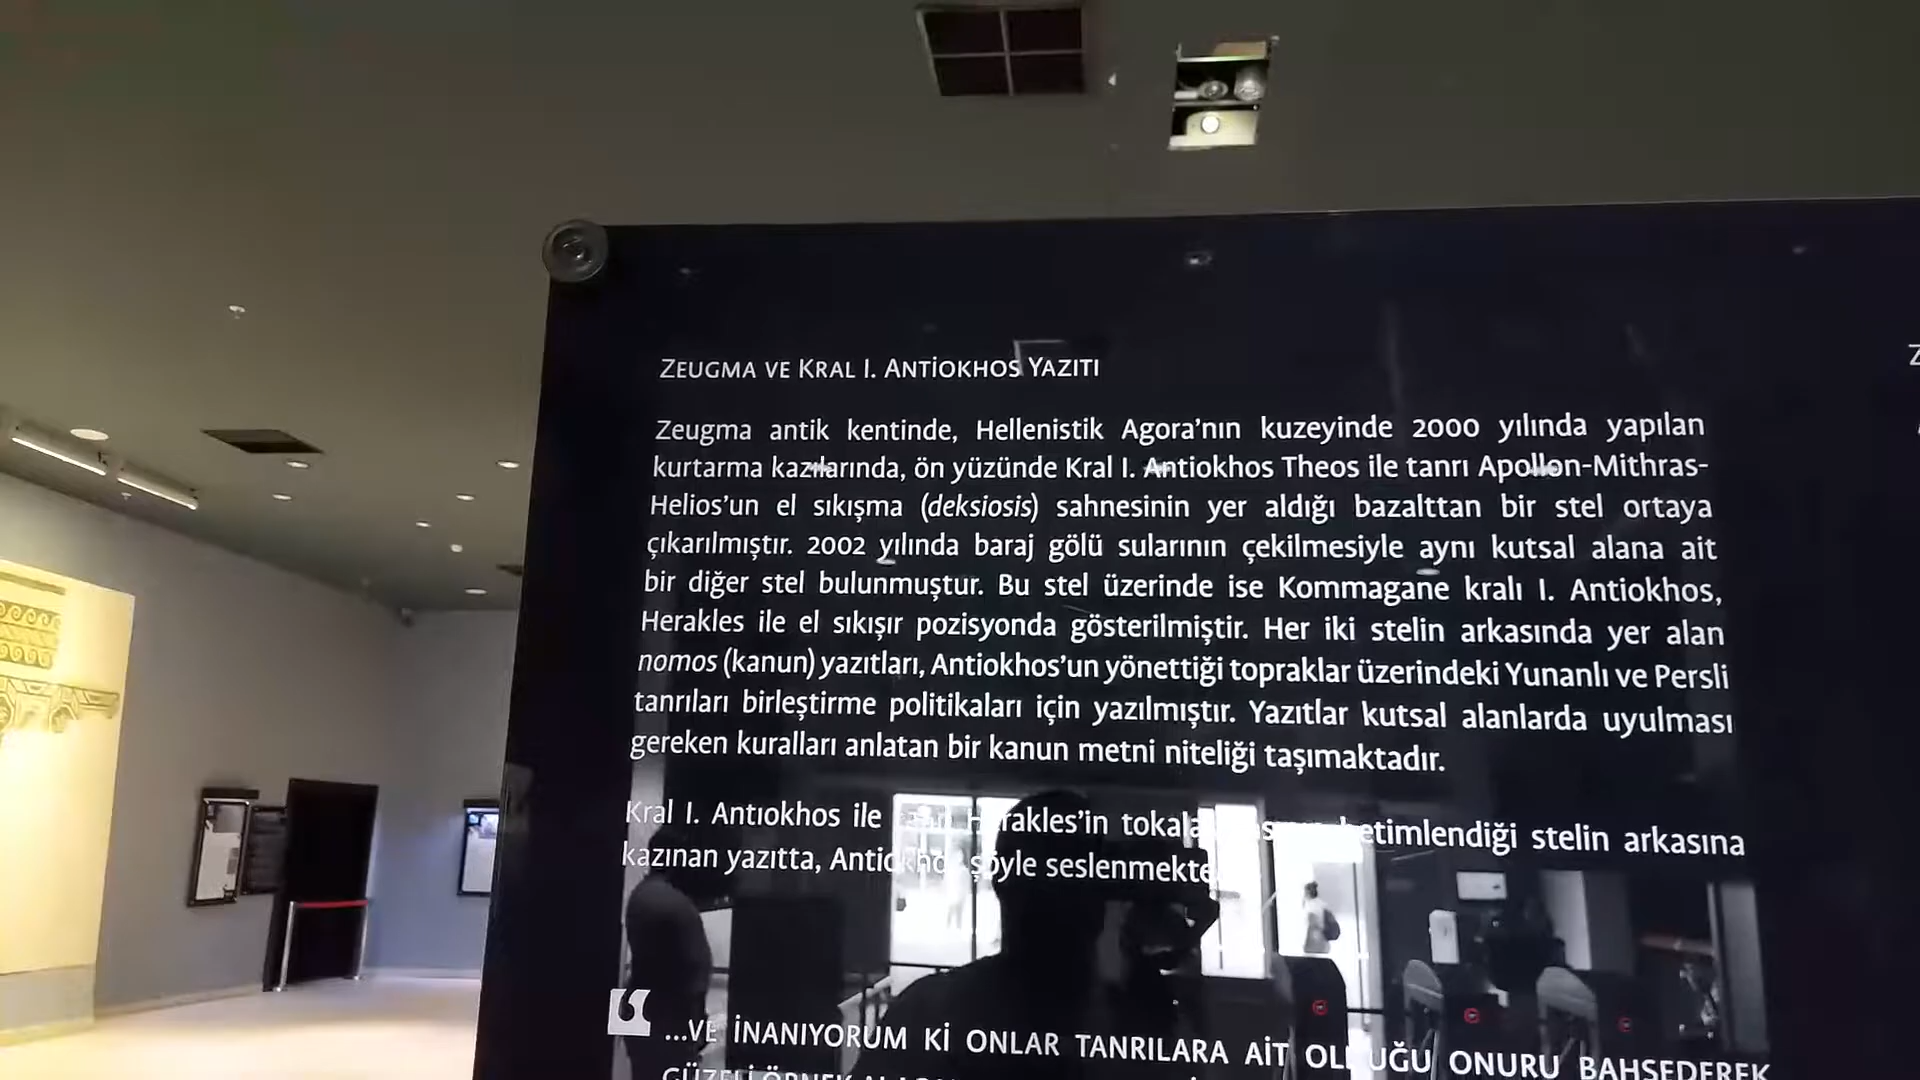 ZEUGMA VE KRAL I. ANTİOKHOS YAZITI
Zeugma antik kentinde, Hellenistik Agora'nın kuzeyinde 2000 yılında yapılan
kurtarma kazılarında, ön yüzünde Kral I. Antiokhos Theos ile tanrı Apollon-Mithras-
Helios'un el sıkışma (deksiosis) sahnesinin yer aldığı bazalttan bir stel ortaya
çıkarılmıştır. 2002 yılında baraj gölü sularının çekilmesiyle aynı kutsal alana ait
bir diğer stel bulunmuştur. Bu stel üzerinde ise Kommagane kralı I. Antiokhos,
Herakles ile el sıkışır pozisyonda gösterilmiştir. Her iki stelin arkasında yer alan
nomos (kanun) yazıtları, Antiokhos'un yönettiği topraklar üzerindeki Yunanlı ve Persli
tanrıları birleştirme politikaları için yazılmıştır. Yazıtlar kutsal alanlarda uyulması
gereken kuralları anlatan bir kanun metni niteliği taşımaktadır.
Kral I. Antıokhos ile Herakles'in betimlendiği stelin arkasına
kazınan yazıtta, Antiokhos şöyle
...VE İNANIYORUM Kİ ONLAR TANRILARA AİT OLDUĞU ONURU BAHSEDEREK